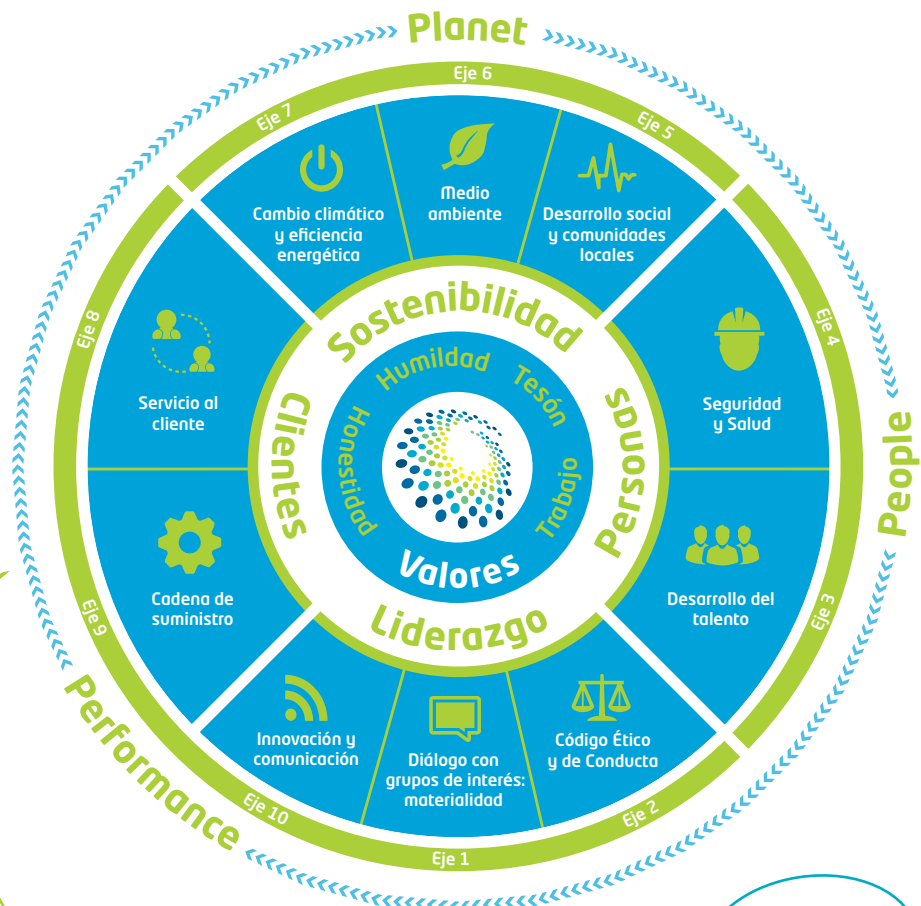 Planet
Eje 6
Eje 7
Eje 5
Cambio climático
y eficiencia
energética
Medio
ambiente
Desarrollo social
y comunidades
locales
Eje 8
Eje 4
Servicio al
cliente
Seguridad
y Salud
Sostenibilidad
Clientes
Personas
Liderazgo
Humildad
Tesón
Honestidad
Trabajo
Valores
People
Cadena de
suministro
Desarrollo del
talento
Eje 9
Eje 3
Performance
Innovación y
comunicación
Diálogo con
grupos de interés:
materialidad
Código Ético
y de Conducta
Eje 10
Eje 2
Eje 1